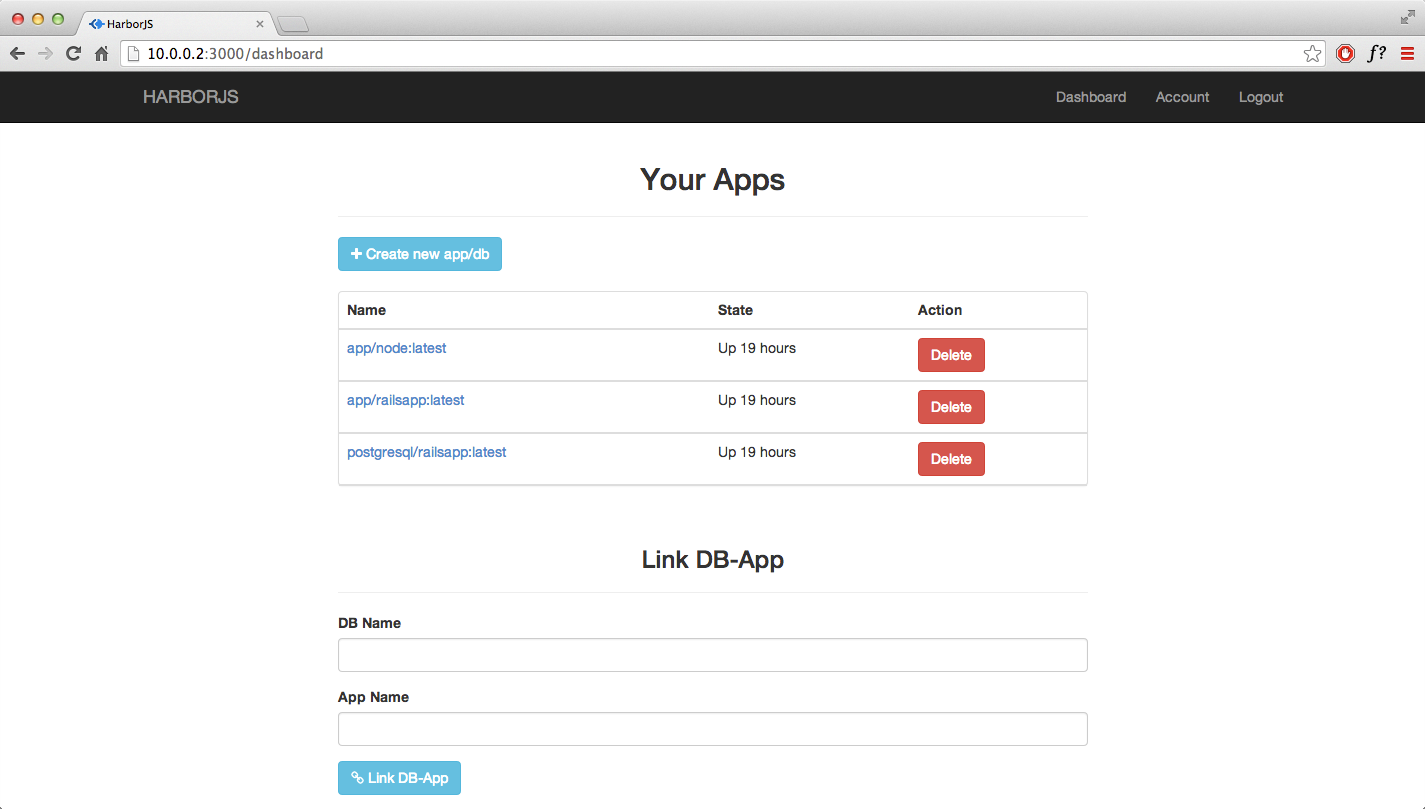 HarborJS
10.0.0.2:3000/dashboard
f?
HARBORJS Dashboard Account Logout
Your Apps
Create new app/db
Name State Action
app/node:latest Up 19 hours Delete
app/railsapp:latest Up 19 hours Delete
postgresql/railsapp:latest Up 19 hours Delete
Link DB-App
DB Name
App Name
Link DB-App